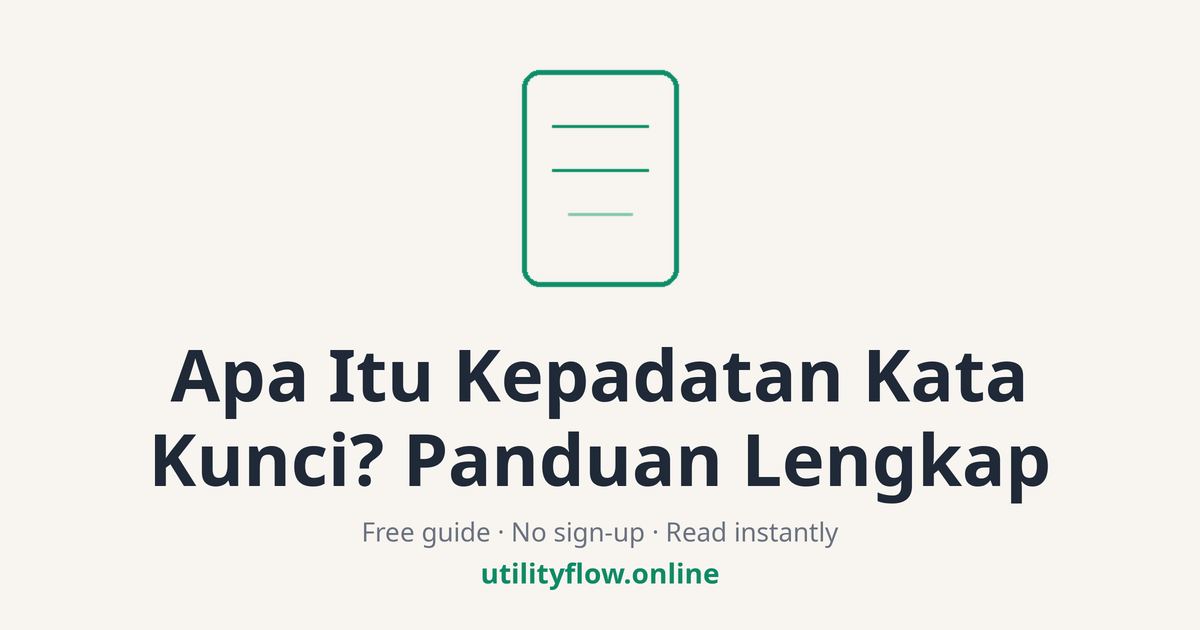 Apa Itu Kepadatan Kata
Kunci? Panduan Lengkap
Free guide · No sign-up · Read instantly
utilityflow.online